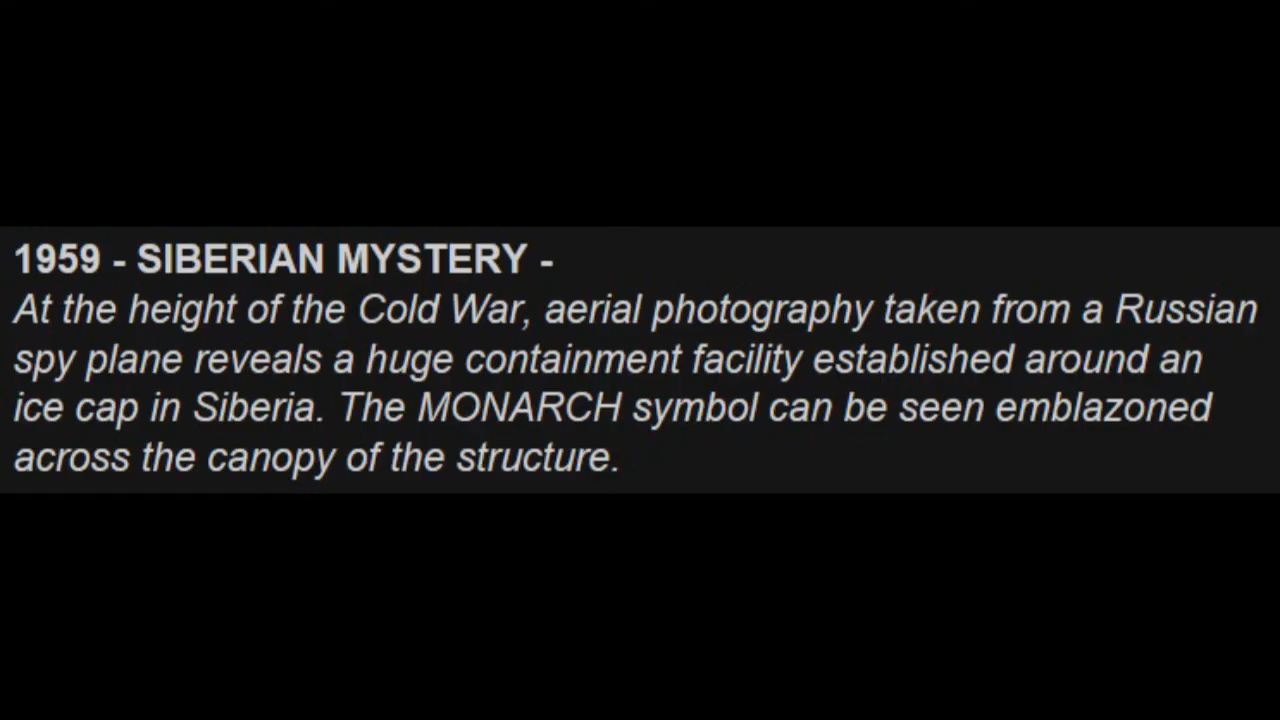 1959 - SIBERIAN MYSTERY -
At the height of the Cold War, aerial photography taken from a Russian
spy plane reveals a huge containment facility established around an
ice cap in Siberia. The MONARCH symbol can be seen emblazoned
across the canopy of the structure.